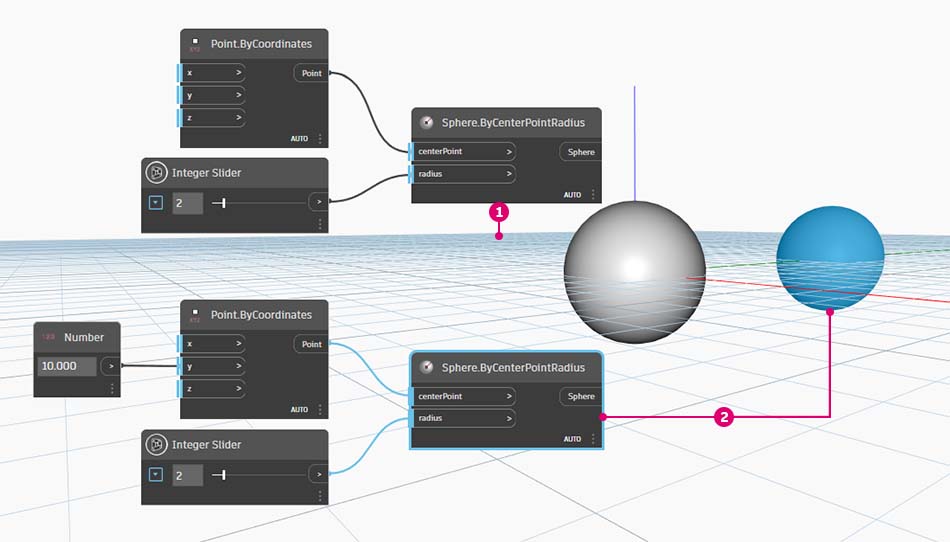 Point.ByCoordinates
XYZ
x >
Point
y >
z >
AUTO
Sphere.ByCenterPointRadius
centerPoint >
Sphere
radius >
AUTO
Integer Slider
2
>
1
Point.ByCoordinates
XYZ
x >
Point
y >
z >
AUTO
123 Number
10.000 >
Sphere.ByCenterPointRadius
centerPoint >
Sphere
radius >
AUTO
2
Integer Slider
2
>